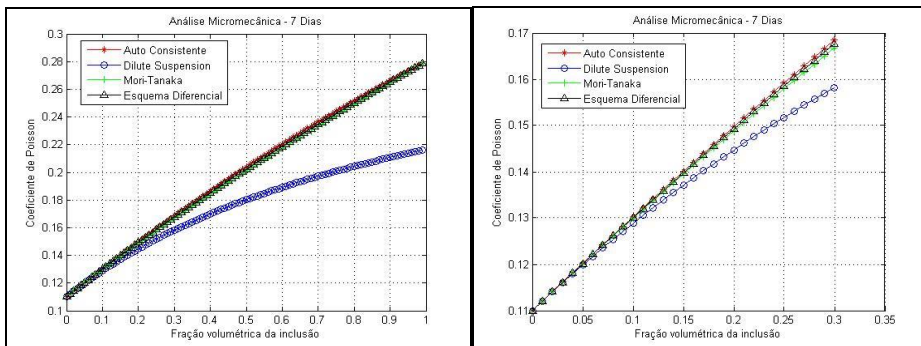 Análise Micromecânica - 7 Dias
0.3
0.28
0.26
0.24
0.22
0.2
0.18
0.16
0.14
0.12
0.1
Coeficiente de Poisson
Auto Consistente
Dilute Suspension
Mori-Tanaka
Esquema Diferencial
0 0.1 0.2 0.3 0.4 0.5 0.6 0.7 0.8 0.9 1
Fração volumétrica da inclusão
Análise Micromecânica - 7 Dias
0.17
0.16
0.15
0.14
0.13
0.12
0.11
Coeficiente de Poisson
Auto Consistente
Dilute Suspension
Mori-Tanaka
Esquema Diferencial
0 0.05 0.1 0.15 0.2 0.25 0.3 0.35
Fração volumétrica da inclusão